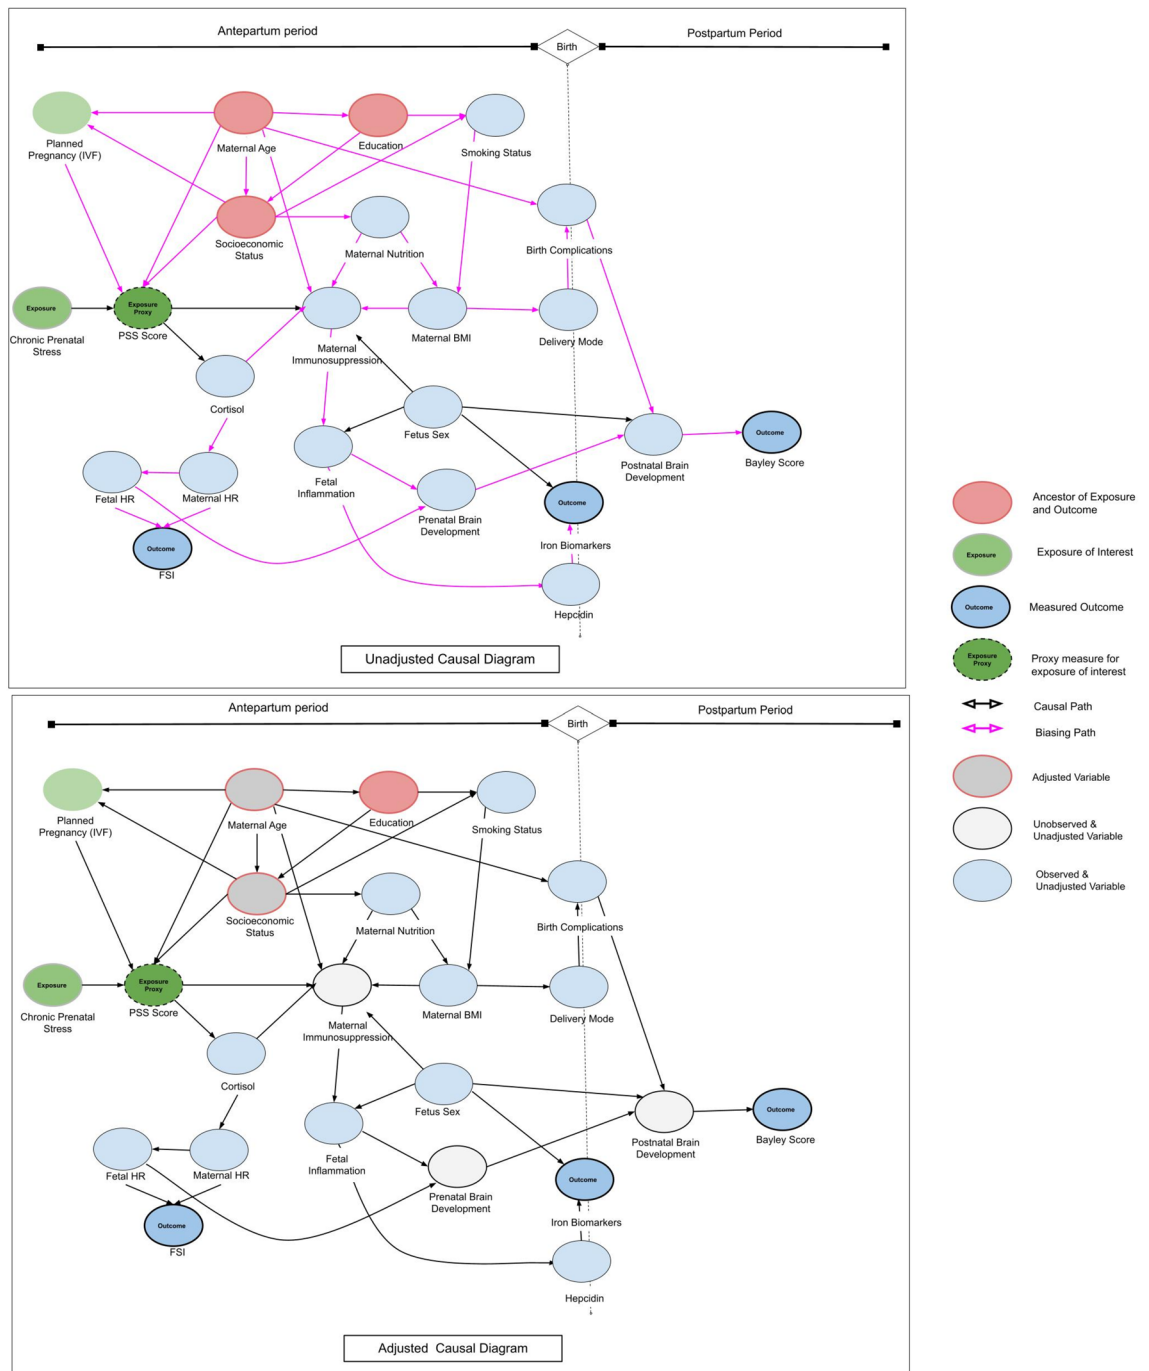 Antepartum period
Postpartum Period
Birth
Planned
Pregnancy (IVF)
Maternal Age
Education
Smoking Status
Socioeconomic
Status
Maternal Nutrition
Birth Complications
Exposure
Chronic Prenatal
Stress
Exposure
Proxy
PSS Score
Maternal
Immunosuppression
Maternal BMI
Delivery Mode
Cortisol
Fetus Sex
Postnatal Brain
Development
Outcome
Bayley Score
Fetal HR
Maternal HR
Fetal
Inflammation
Prenatal Brain
Development
Outcome
Iron Biomarkers
Outcome
FSI
Hepcidin
Unadjusted Causal Diagram
Ancestor of Exposure
and Outcome
Exposure
Exposure of Interest
Outcome
Measured Outcome
Exposure
Proxy
Proxy measure for
exposure of interest
Causal Path
Biasing Path
Adjusted Variable
Unobserved &
Unadjusted Variable
Observed &
Unadjusted Variable
Antepartum period
Postpartum Period
Birth
Planned
Pregnancy (IVF)
Maternal Age
Education
Smoking Status
Socioeconomic
Status
Maternal Nutrition
Birth Complications
Exposure
Chronic Prenatal
Stress
Exposure
Proxy
PSS Score
Maternal
Immunosuppression
Maternal BMI
Delivery Mode
Cortisol
Fetus Sex
Postnatal Brain
Development
Outcome
Bayley Score
Fetal HR
Maternal HR
Fetal
Inflammation
Prenatal Brain
Development
Outcome
Iron Biomarkers
Outcome
FSI
Hepcidin
Adjusted  Causal Diagram